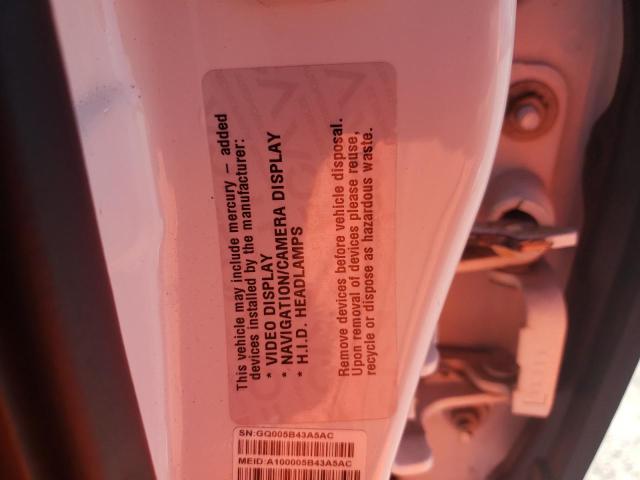 This vehicle may include mercury – added
devices installed by the manufacturer:
* VIDEO DISPLAY
* NAVIGATION/CAMERA DISPLAY
* H.I.D. HEADLAMPS
Remove devices before vehicle disposal.
Upon removal of devices please reuse,
recycle or dispose as hazardous waste.
SN:GQ005B43A5AC
MEID:A100005B43A5AC